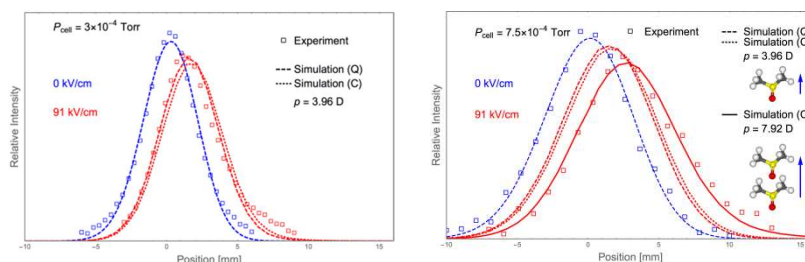 P_cell = 3×10⁻⁴ Torr
Experiment
Simulation (Q)
Simulation (C)
p = 3.96 D
0 kV/cm
91 kV/cm
Relative Intensity
-5
0
5
10
15
Position [mm]
P_cell = 7.5×10⁻⁴ Torr
Experiment
Simulation (Q
Simulation (C
p = 3.96 D
0 kV/cm
91 kV/cm
Simulation (C
p = 7.92 D
Relative Intensity
-10
-5
0
5
10
15
Position [mm]